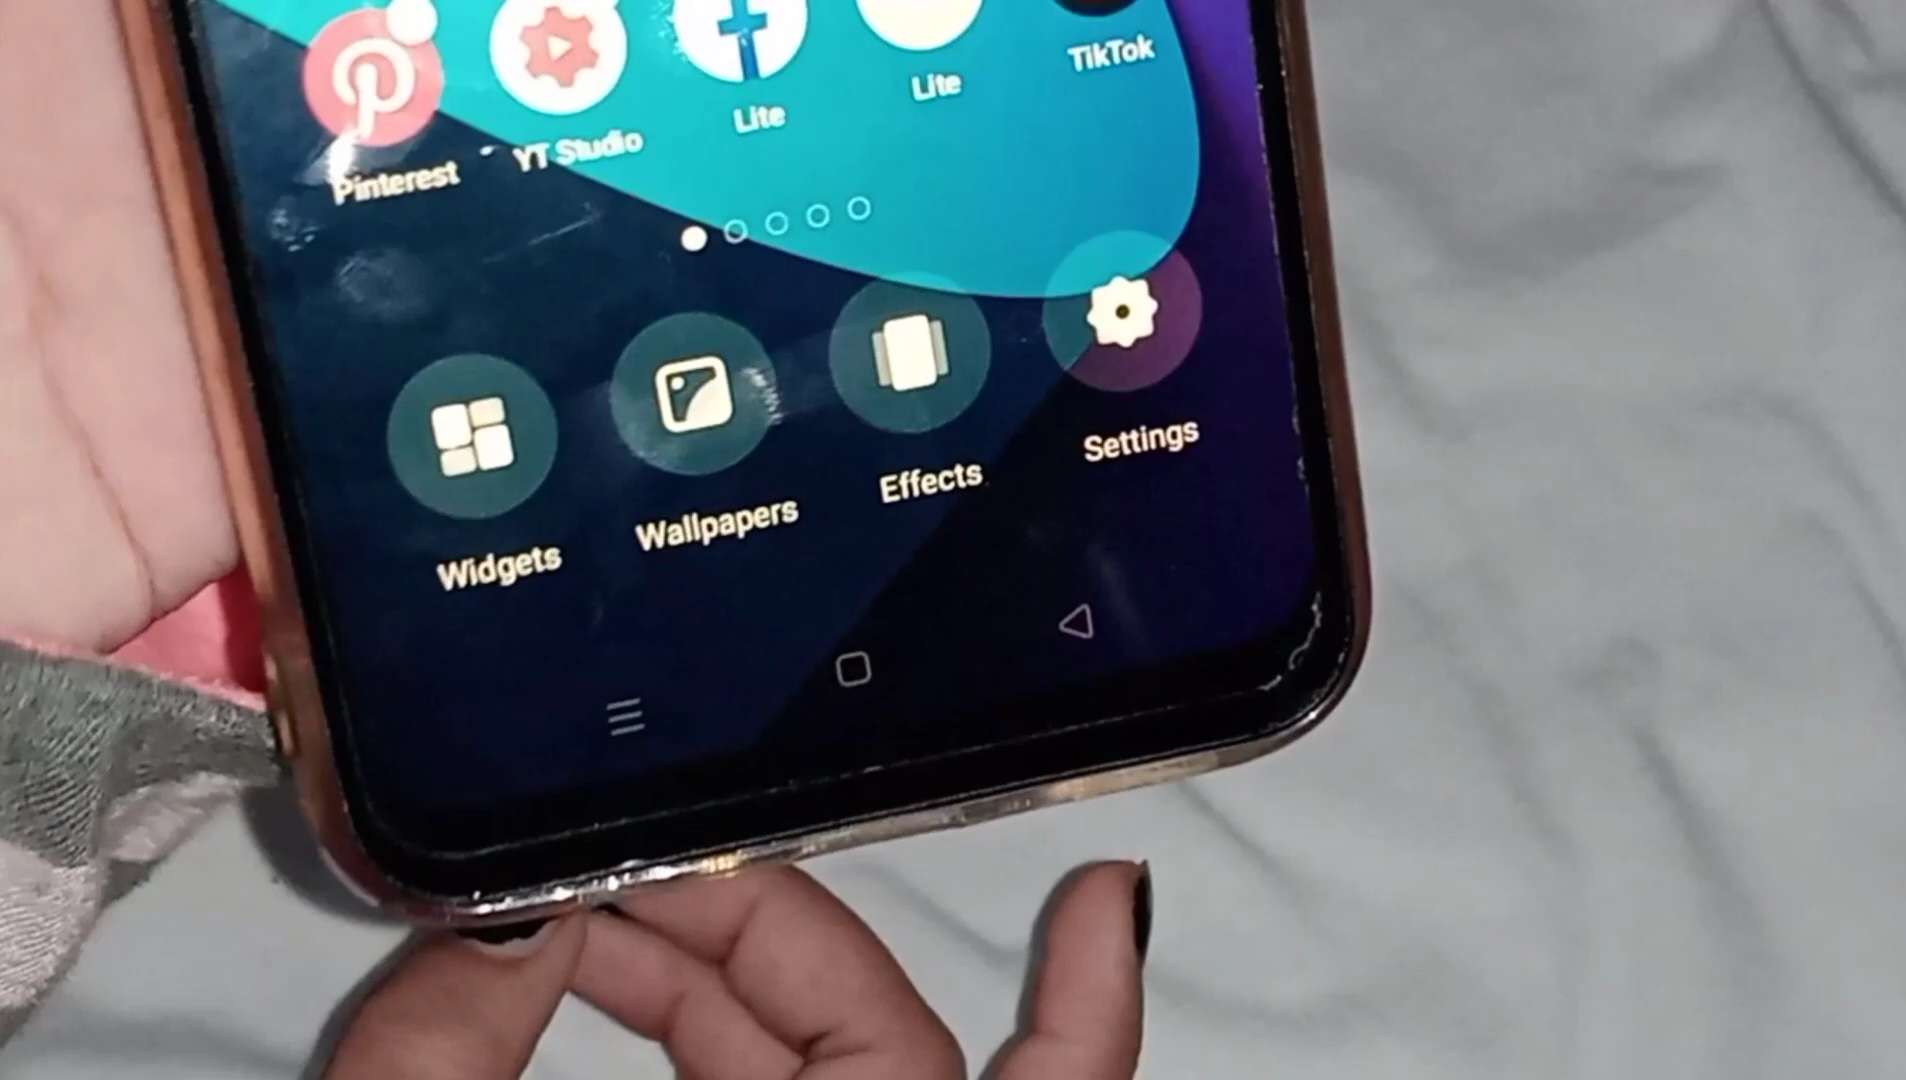 Pinterest
YT Studio
Lite
Lite
TikTok
Widgets
Wallpapers
Effects
Settings